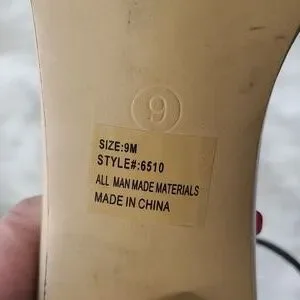 9
SIZE:9M
STYLE#:6510
ALL MAN MADE MATERIALS
MADE IN CHINA